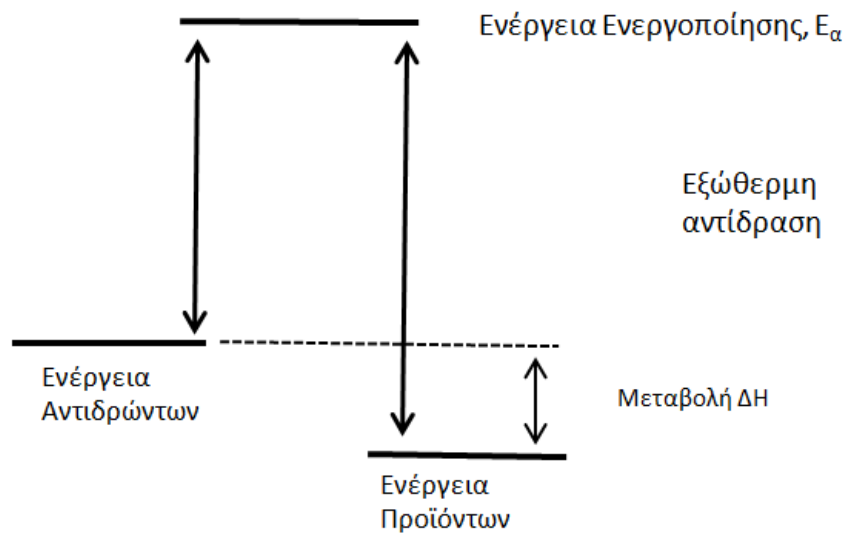 Ενέργεια Ενεργοποίησης, Εα
Εξώθερμη
αντίδραση
Ενέργεια
Αντιδρώντων
Μεταβολή ΔΗ
Ενέργεια
Προϊόντων